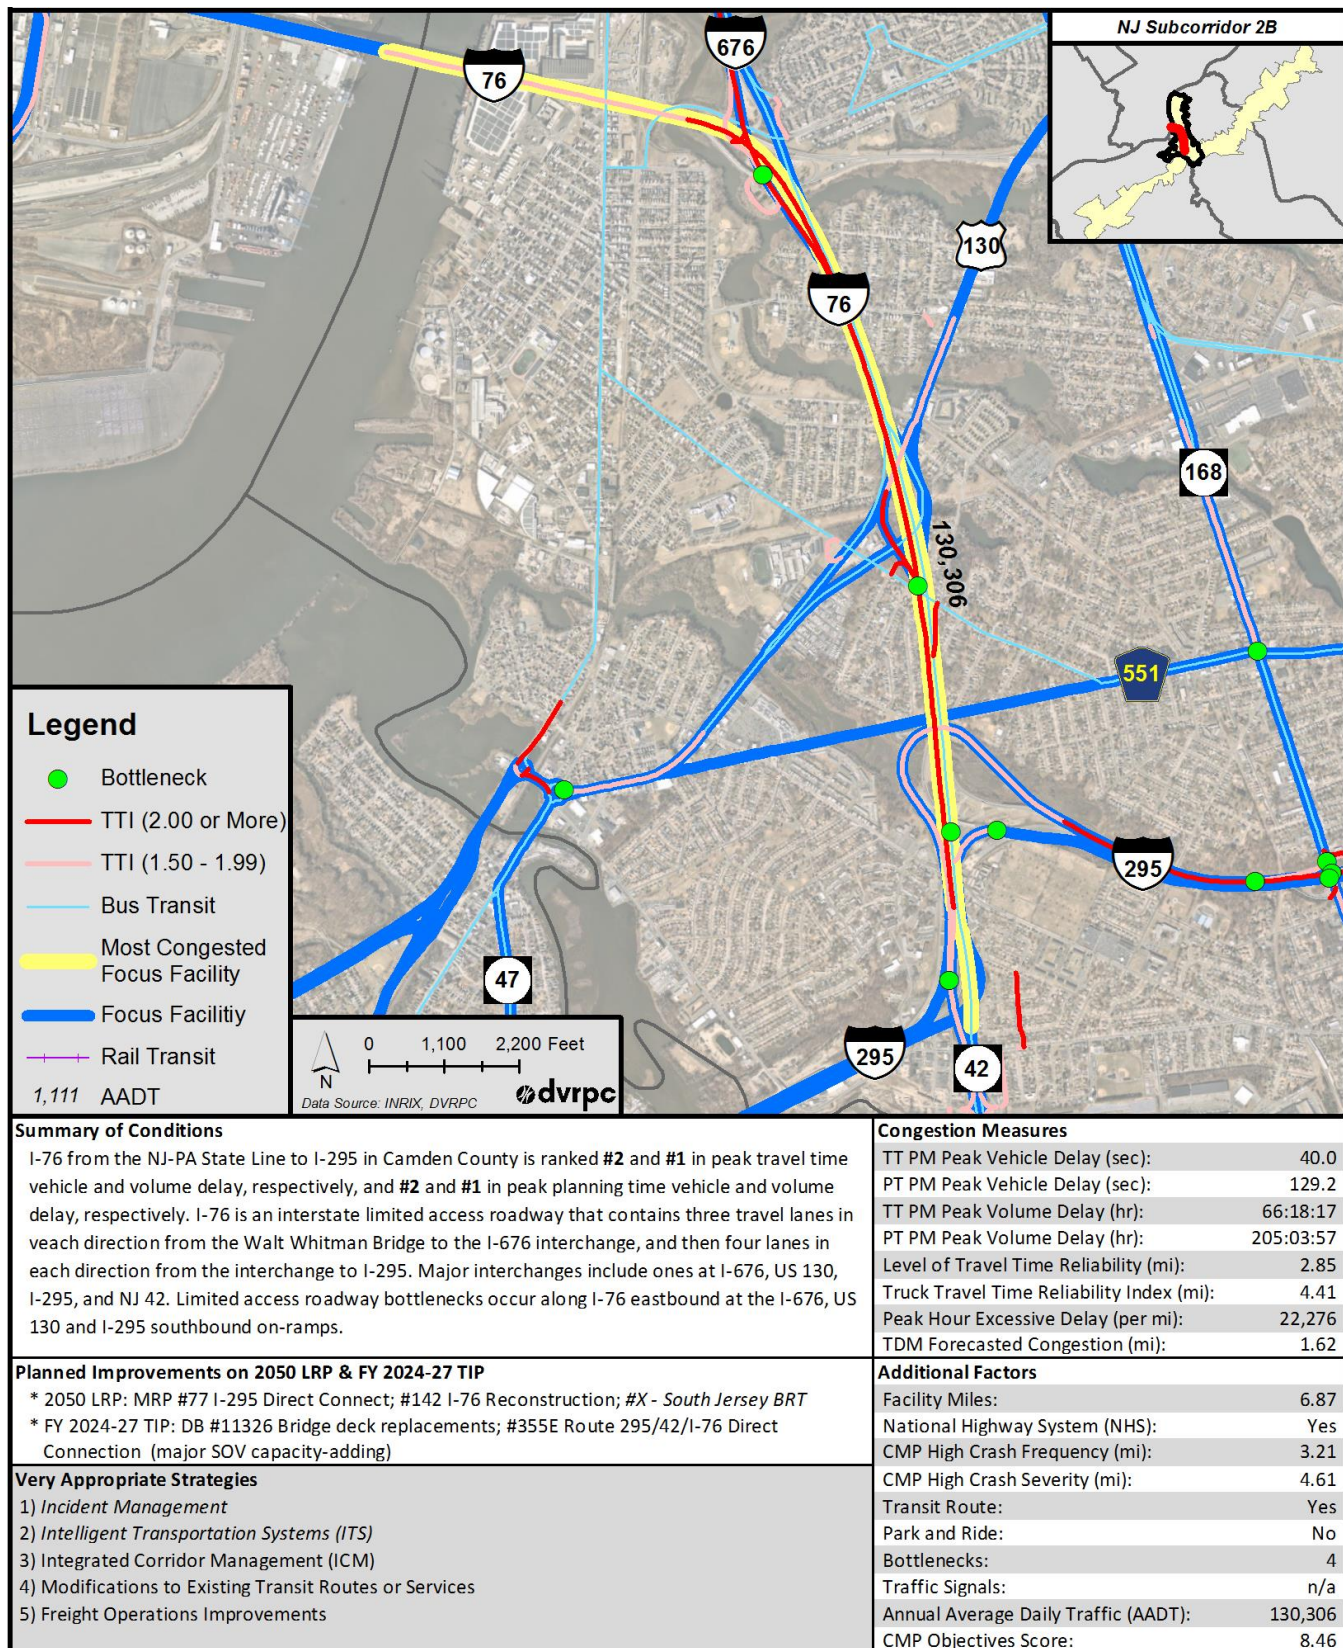 NJ Subcorridor 2B
676
76
130
76
168
130,306
551
295
47
295
42
Legend
Bottleneck
TTI (2.00 or More)
TTI (1.50 - 1.99)
Bus Transit
Most Congested
Focus Facility
Focus Facilitiy
Rail Transit
1,111 AADT
0 1,100 2,200 Feet
N
Data Source: INRIX, DVRPC
dvrpc
Summary of Conditions
I-76 from the NJ-PA State Line to I-295 in Camden County is ranked #2 and #1 in peak travel time
vehicle and volume delay, respectively, and #2 and #1 in peak planning time vehicle and volume
delay, respectively. I-76 is an interstate limited access roadway that contains three travel lanes in
veach direction from the Walt Whitman Bridge to the I-676 interchange, and then four lanes in
each direction from the interchange to I-295. Major interchanges include ones at I-676, US 130,
I-295, and NJ 42. Limited access roadway bottlenecks occur along I-76 eastbound at the I-676, US
130 and I-295 southbound on-ramps.
Planned Improvements on 2050 LRP & FY 2024-27 TIP
* 2050 LRP: MRP #77 I-295 Direct Connect; #142 I-76 Reconstruction; #X - South Jersey BRT
* FY 2024-27 TIP: DB #11326 Bridge deck replacements; #355E Route 295/42/I-76 Direct
Connection (major SOV capacity-adding)
Very Appropriate Strategies
1) Incident Management
2) Intelligent Transportation Systems (ITS)
3) Integrated Corridor Management (ICM)
4) Modifications to Existing Transit Routes or Services
5) Freight Operations Improvements
Congestion Measures
TT PM Peak Vehicle Delay (sec): 40.0
PT PM Peak Vehicle Delay (sec): 129.2
TT PM Peak Volume Delay (hr): 66:18:17
PT PM Peak Volume Delay (hr): 205:03:57
Level of Travel Time Reliability (mi): 2.85
Truck Travel Time Reliability Index (mi): 4.41
Peak Hour Excessive Delay (per mi): 22,276
TDM Forecasted Congestion (mi): 1.62
Additional Factors
Facility Miles: 6.87
National Highway System (NHS): Yes
CMP High Crash Frequency (mi): 3.21
CMP High Crash Severity (mi): 4.61
Transit Route: Yes
Park and Ride: No
Bottlenecks: 4
Traffic Signals: n/a
Annual Average Daily Traffic (AADT): 130,306
CMP Objectives Score: 8.46